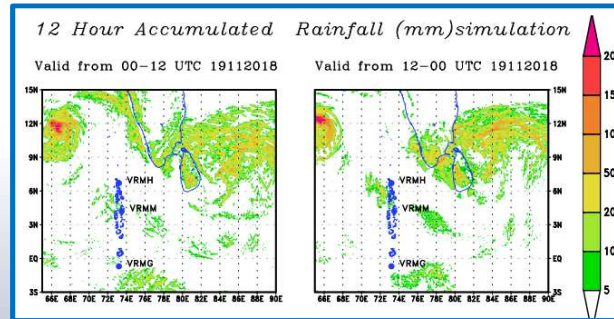 12 Hour Accumulated Rainfall (mm)simulation
Valid from 00-12 UTC 19112018
15N
12N
9N
6N
3N
EQ
3S
66E 68E 70E 72E 74E 76E 78E 80E 82E 84E 86E 88E 90E
VRMH
VRMM
VRMG
Valid from 12-00 UTC 19112018
15N
12N
9N
6N
3N
EQ
3S
66E 68E 70E 72E 74E 76E 78E 80E 82E 84E 86E 88E 90E
VRMH
VRMM
VRMG
20
15
10
50
20
10
5